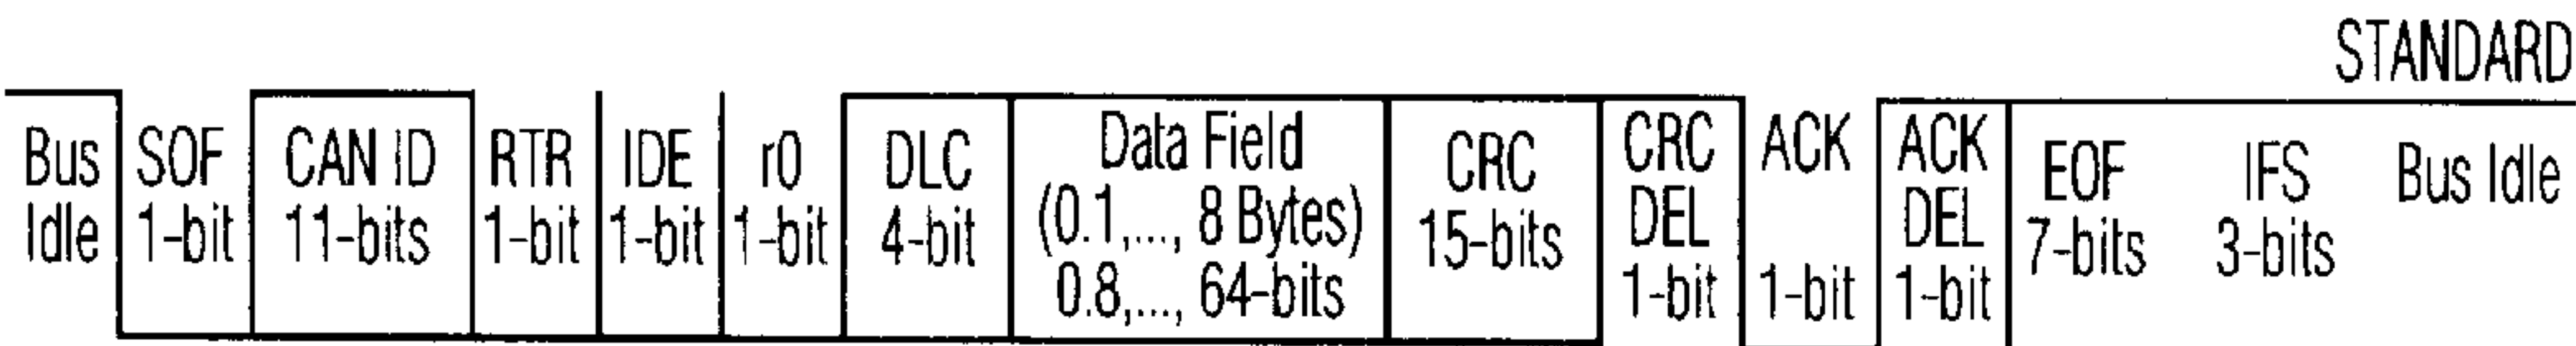 STANDARD
Bus Idle
SOF 1-bit
CAN ID 11-bits
RTR 1-bit
IDE 1-bit
r0 1-bit
DLC 4-bit
Data Field (0.1,..., 8 Bytes) 0.8,..., 64-bits
CRC 15-bits
CRC DEL 1-bit
ACK 1-bit
ACK DEL 1-bit
EOF 7-bits
IFS 3-bits
Bus Idle